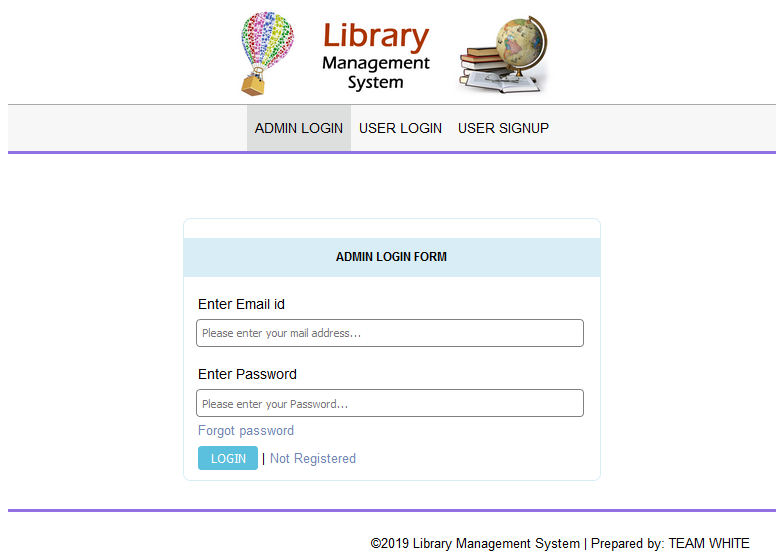 Library
Management
System
ADMIN LOGIN USER LOGIN USER SIGNUP
ADMIN LOGIN FORM
Enter Email id
Please enter your mail address...
Enter Password
Please enter your Password...
Forgot password
LOGIN | Not Registered
©2019 Library Management System | Prepared by: TEAM WHITE